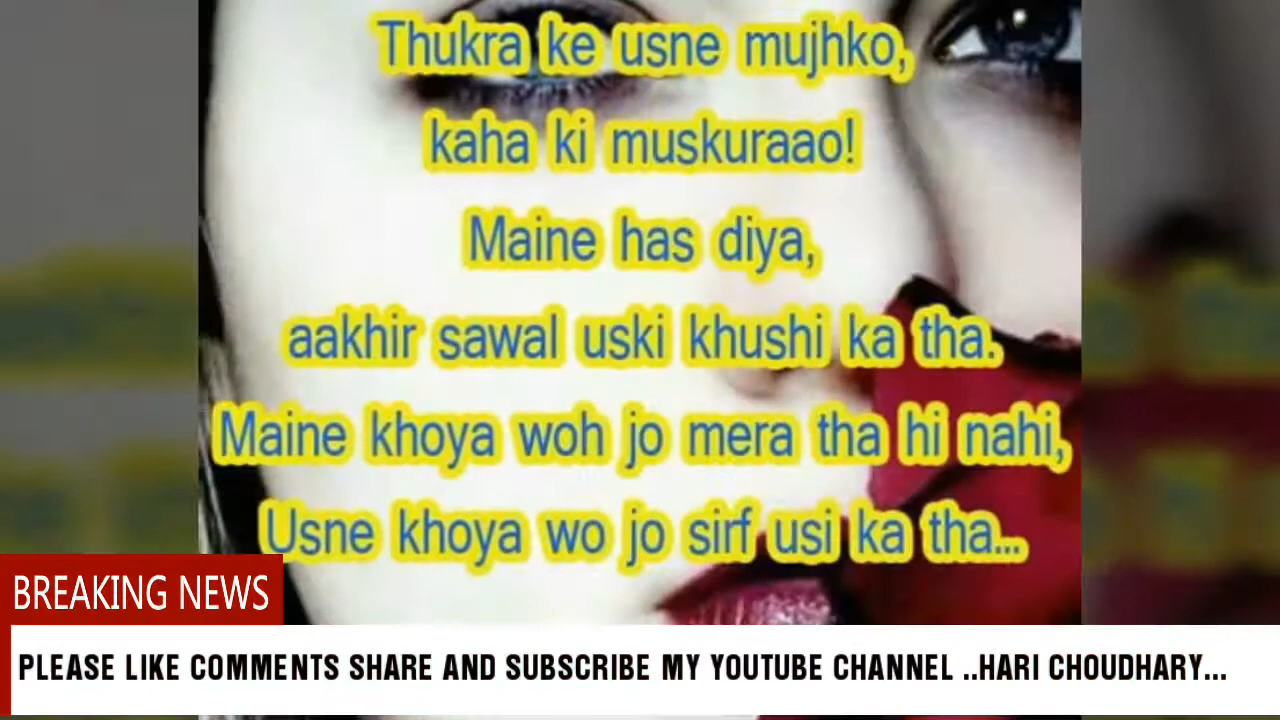 Thukra ke usne mujhko,
kaha ki muskuraao!
Maine has diya,
aakhir sawal uski khushi ka tha.
Maine khoya woh jo mera tha hi nahi,
Usne khoya wo jo sirf usi ka tha...
BREAKING NEWS
PLEASE LIKE COMMENTS SHARE AND SUBSCRIBE MY YOUTUBE CHANNEL ..HARI CHOUDHARY...